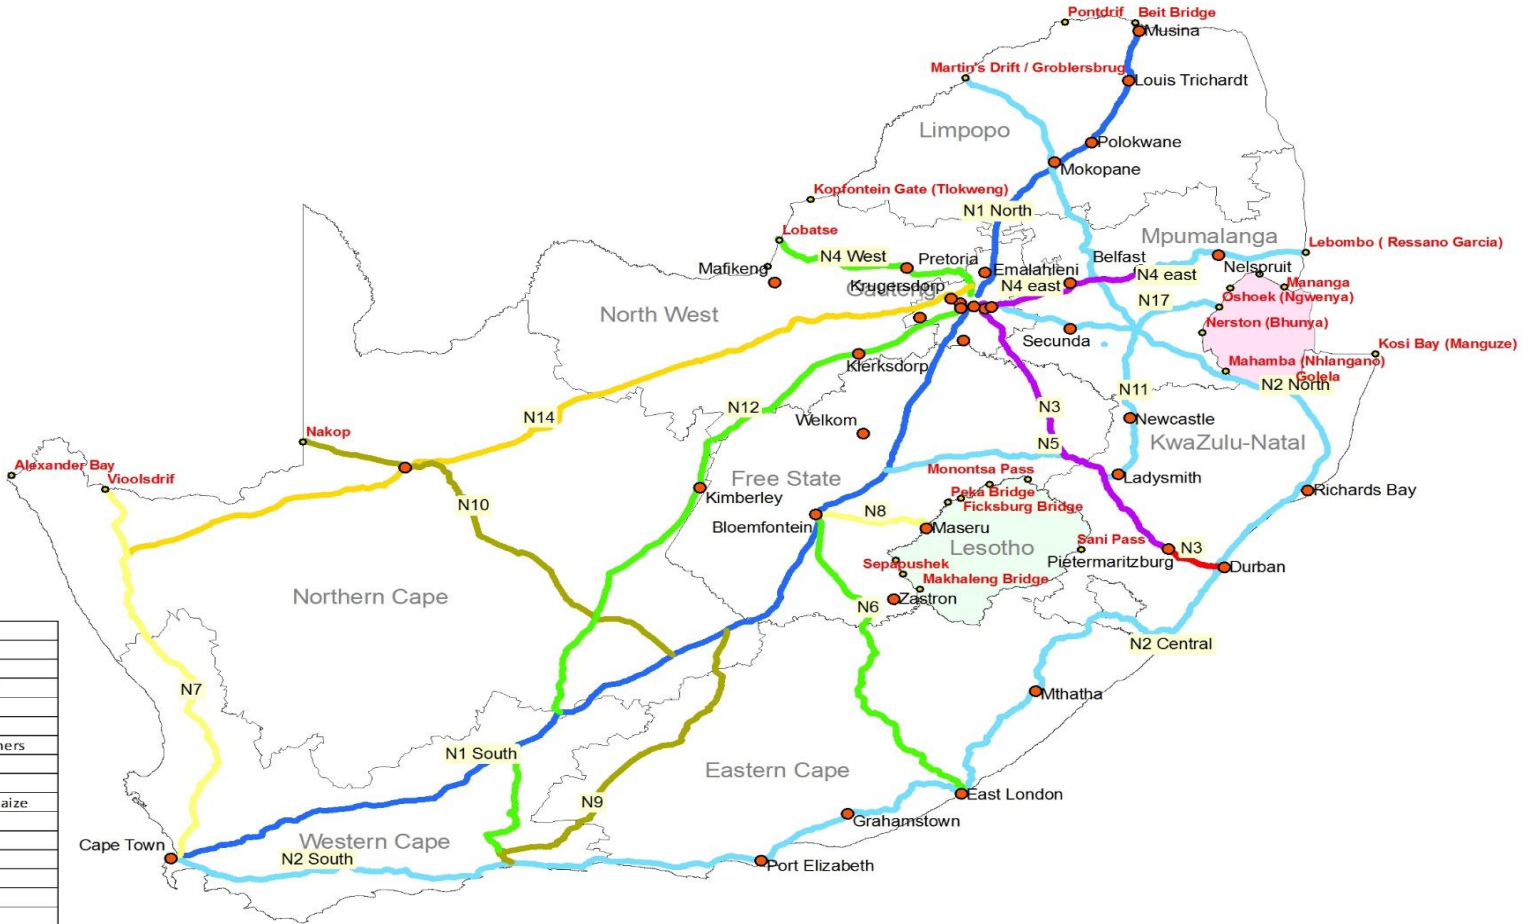 Pontdrif
Beit Bridge
Musina
Martin's Drift / Groblersbrug
Louis Trichardt
Limpopo
Polokwane
Mokopane
Kopfontein Gate (Tlokweng)
N1 North
Lobatse
Mpumalanga
Lebombo ( Ressano Garcia)
Mafikeng
N4 West
Pretoria
Belfast
Emalahleni
Nelspruit
N4 east
Krugersdorp
Gauteng
N4 east
Mananga
Oshoek (Ngwenya)
N17
North West
Nerston (Bhunya)
Secunda
Kosi Bay (Manguze)
Klerksdorp
Mahamba (Nhlangano)
Golela
N2 North
N11
N12
N3
N14
Welkom
Newcastle
Nakop
N5
KwaZulu-Natal
Alexander Bay
Vioolsdrif
Monontsa Pass
Free State
Ladysmith
Peka Bridge
Richards Bay
Kimberley
N10
Ficksburg Bridge
N8
Bloemfontein
Maseru
Lesotho
Sani Pass
N3
Pietermaritzburg
Sepapushek
Durban
Makhaleng Bridge
Northern Cape
Zastron
N6
N2 Central
N7
Mthatha
ners
N1 South
Eastern Cape
East London
aize
N9
Grahamstown
Cape Town
Western Cape
N2 South
Port Elizabeth